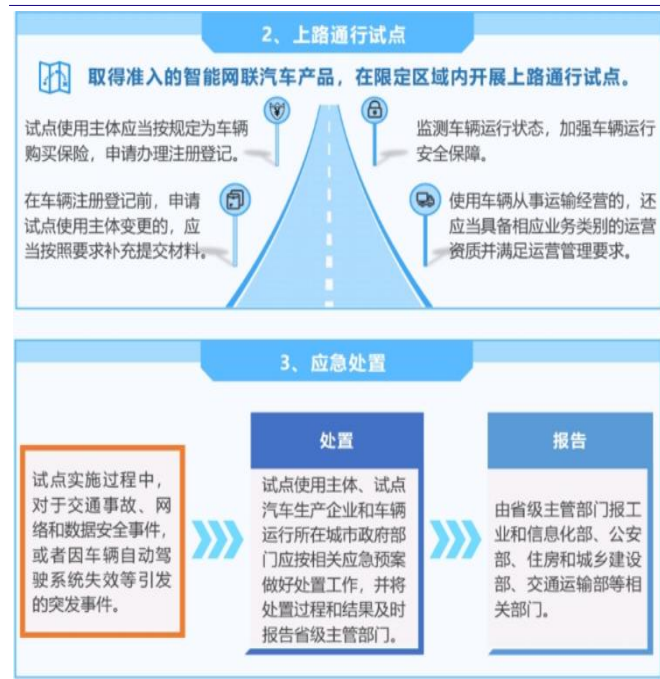 2、上路通行试点
取得准入的智能网联汽车产品，在限定区域内开展上路通行试点。
试点使用主体应当按规定为车辆
购买保险，申请办理注册登记。
监测车辆运行状态，加强车辆运行
安全保障。
在车辆注册登记前，申请
试点使用主体变更的，应
当按照要求补充提交材料。
使用车辆从事运输经营的，还
应当具备相应业务类别的运营
资质并满足运营管理要求。
3、应急处置
试点实施过程中，
对于交通事故、网
络和数据安全事件，
或者因车辆自动驾
驶系统失效等引发
的突发事件。
处置
试点使用主体、试点
汽车生产企业和车辆
运行所在城市政府部
门应按相关应急预案
做好处置工作，并将
处置过程和结果及时
报告省级主管部门。
报告
由省级主管部门报工
业和信息化部、公安
部、住房和城乡建设
部、交通运输部等相
关部门。